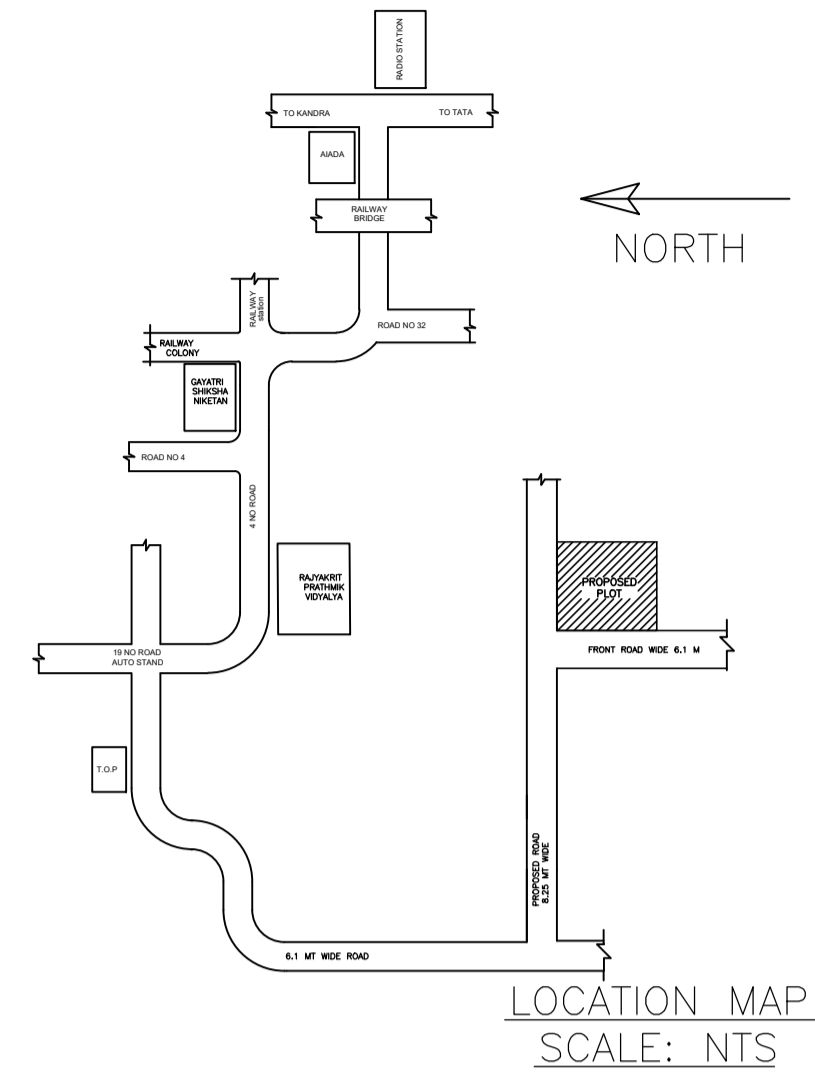 RADIO STATION
TO KANDRA
TO TATA
AIADA
RAILWAY
BRIDGE
NORTH
RAILWAY
station
ROAD NO 32
RAILWAY
COLONY
GAYATRI
SHIKSHA
NIKETAN
ROAD NO 4
4 NO ROAD
RAJYAKRIT
PRATHMIK
VIDYALYA
PROPOSED
PLOT
19 NO ROAD
AUTO STAND
FRONT ROAD WIDE 6.1 M
T.O.P
PROPOSED ROAD
8.25 MT WIDE
6.1 MT WIDE ROAD
LOCATION MAP
SCALE: NTS